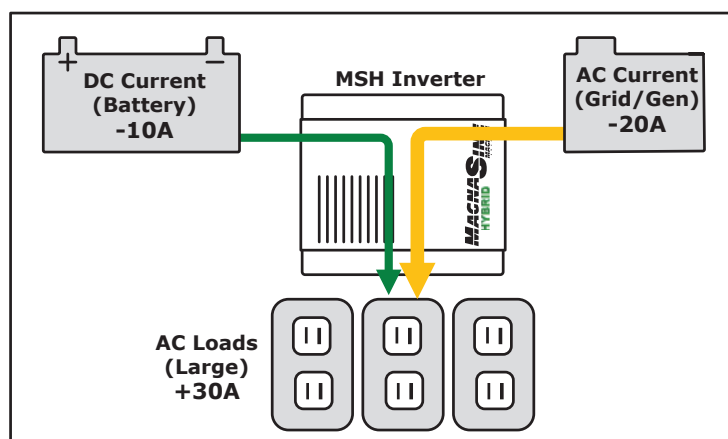 + −
DC Current
(Battery)
-10A
MSH Inverter
AC Current
(Grid/Gen)
-20A
MAGNASINE
HYBRID
AC Loads
(Large)
+30A